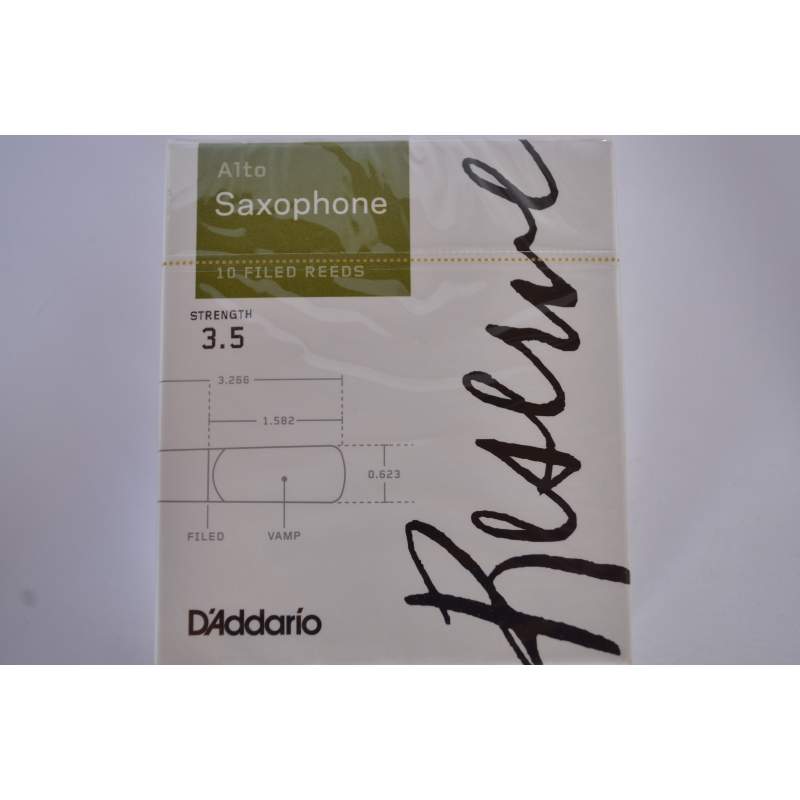 Alto
Saxophone
10 FILED REEDS
STRENGTH
3.5
3.266
1.582
0.623
FILED VAMP
D'Addario
Reserve